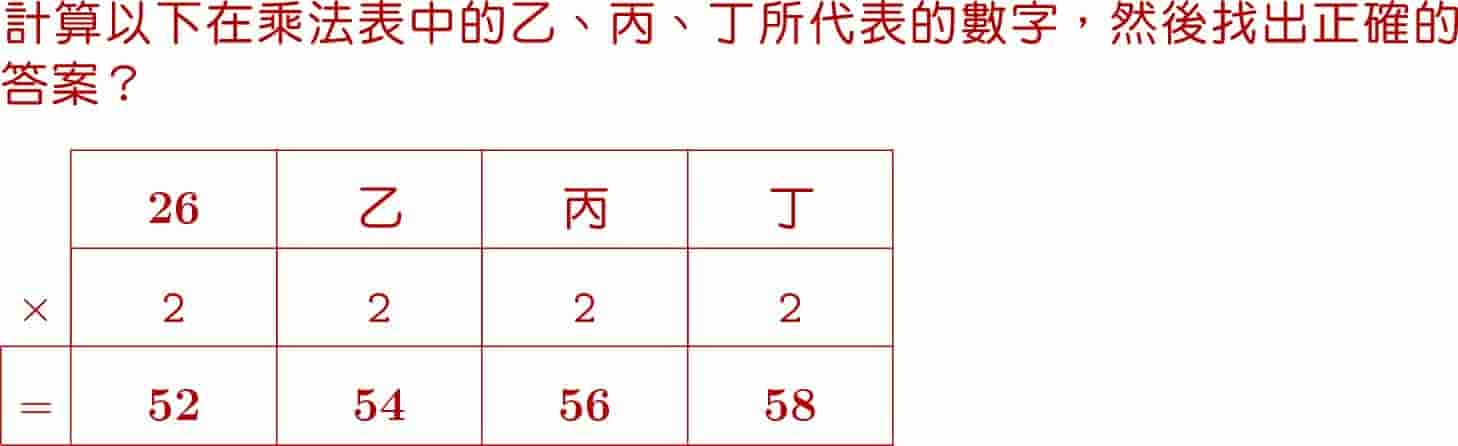 計算以下在乘法表中的乙、丙、丁所代表的數字，然後找出正確的
答案？
26 乙 丙 丁
× 2 2 2 2
= 52 54 56 58